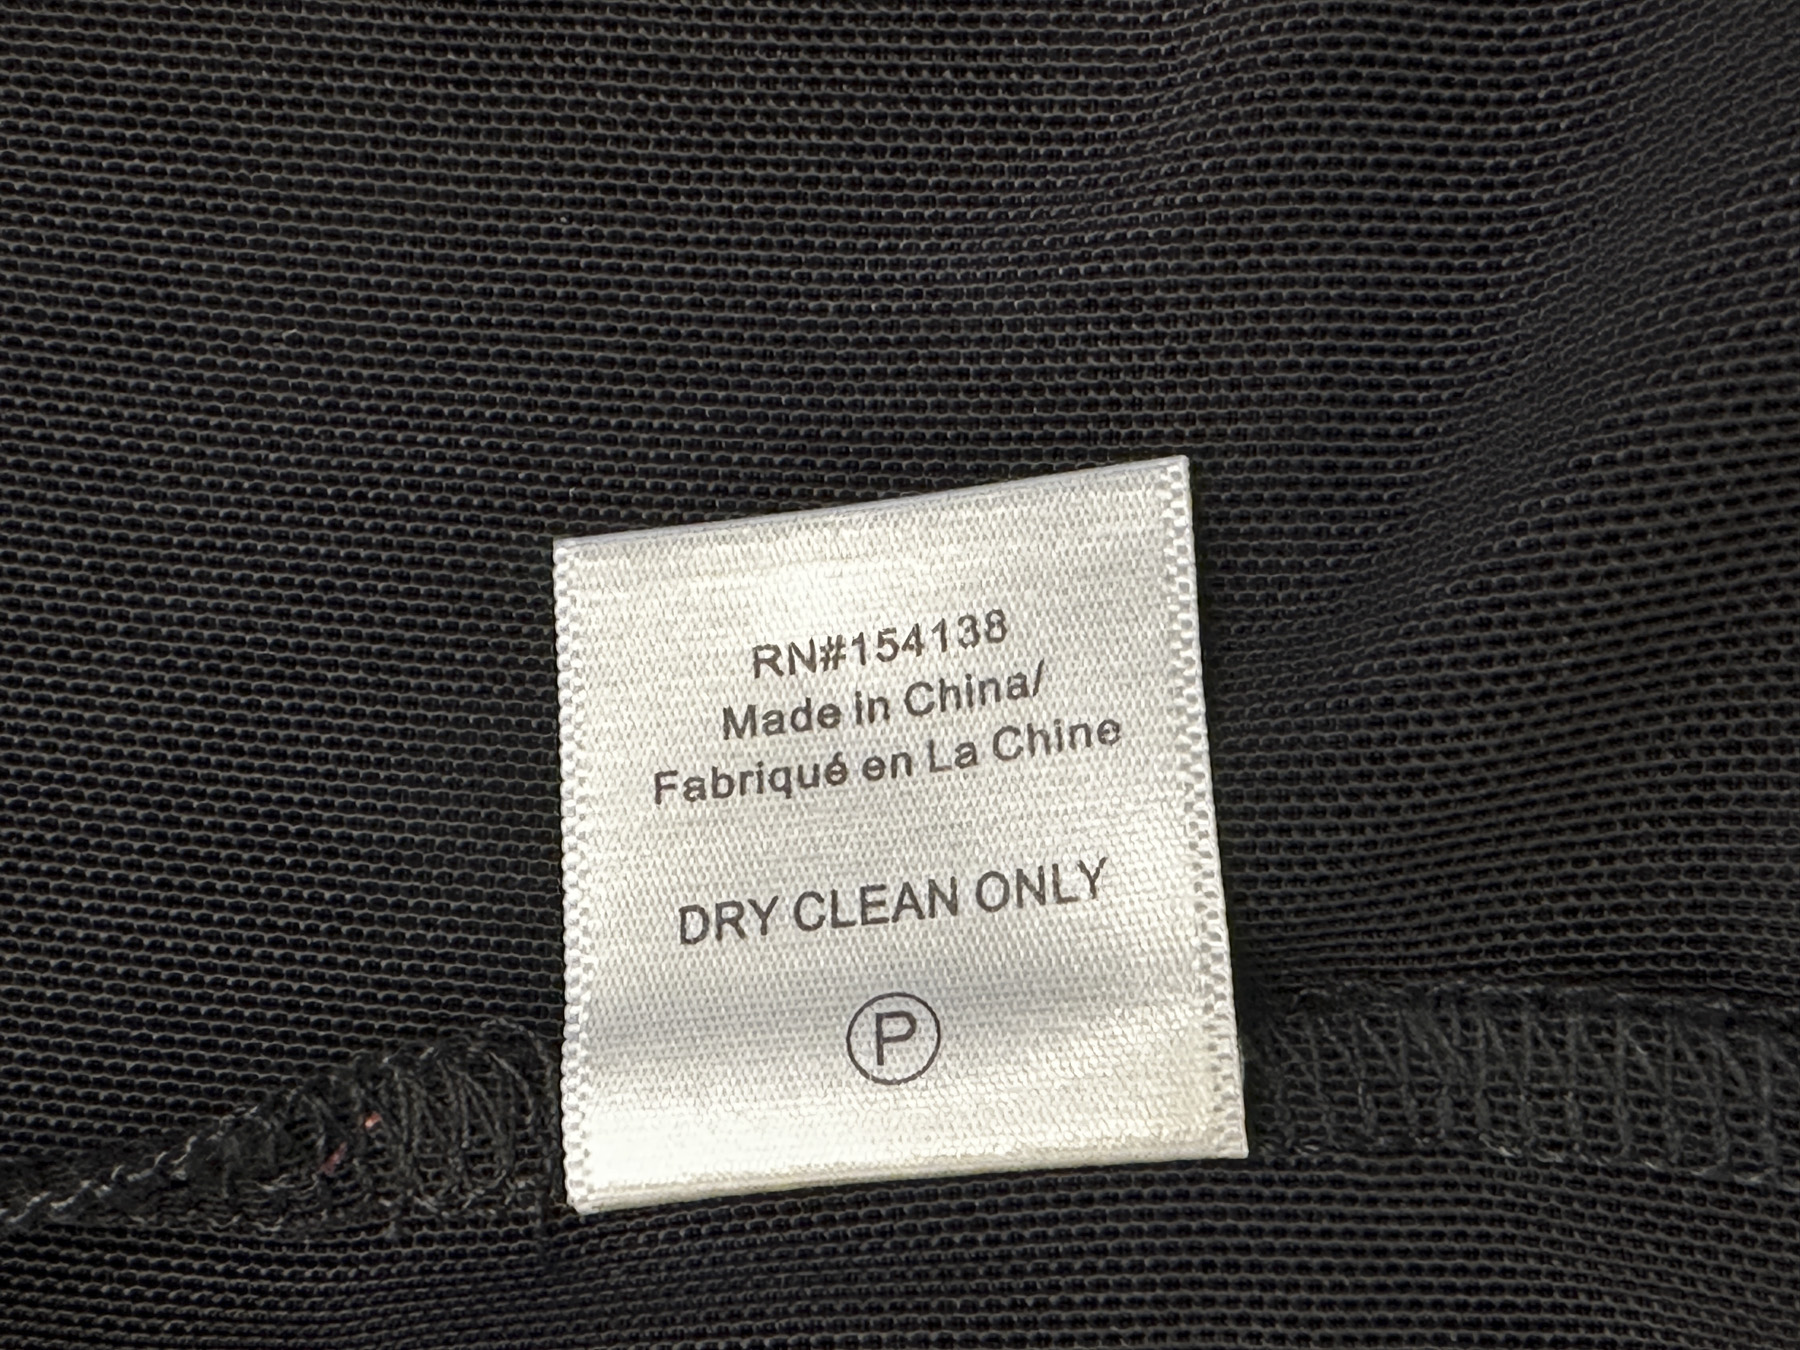 RN#154138
Made in China/
Fabriqué en La Chine
DRY CLEAN ONLY
P